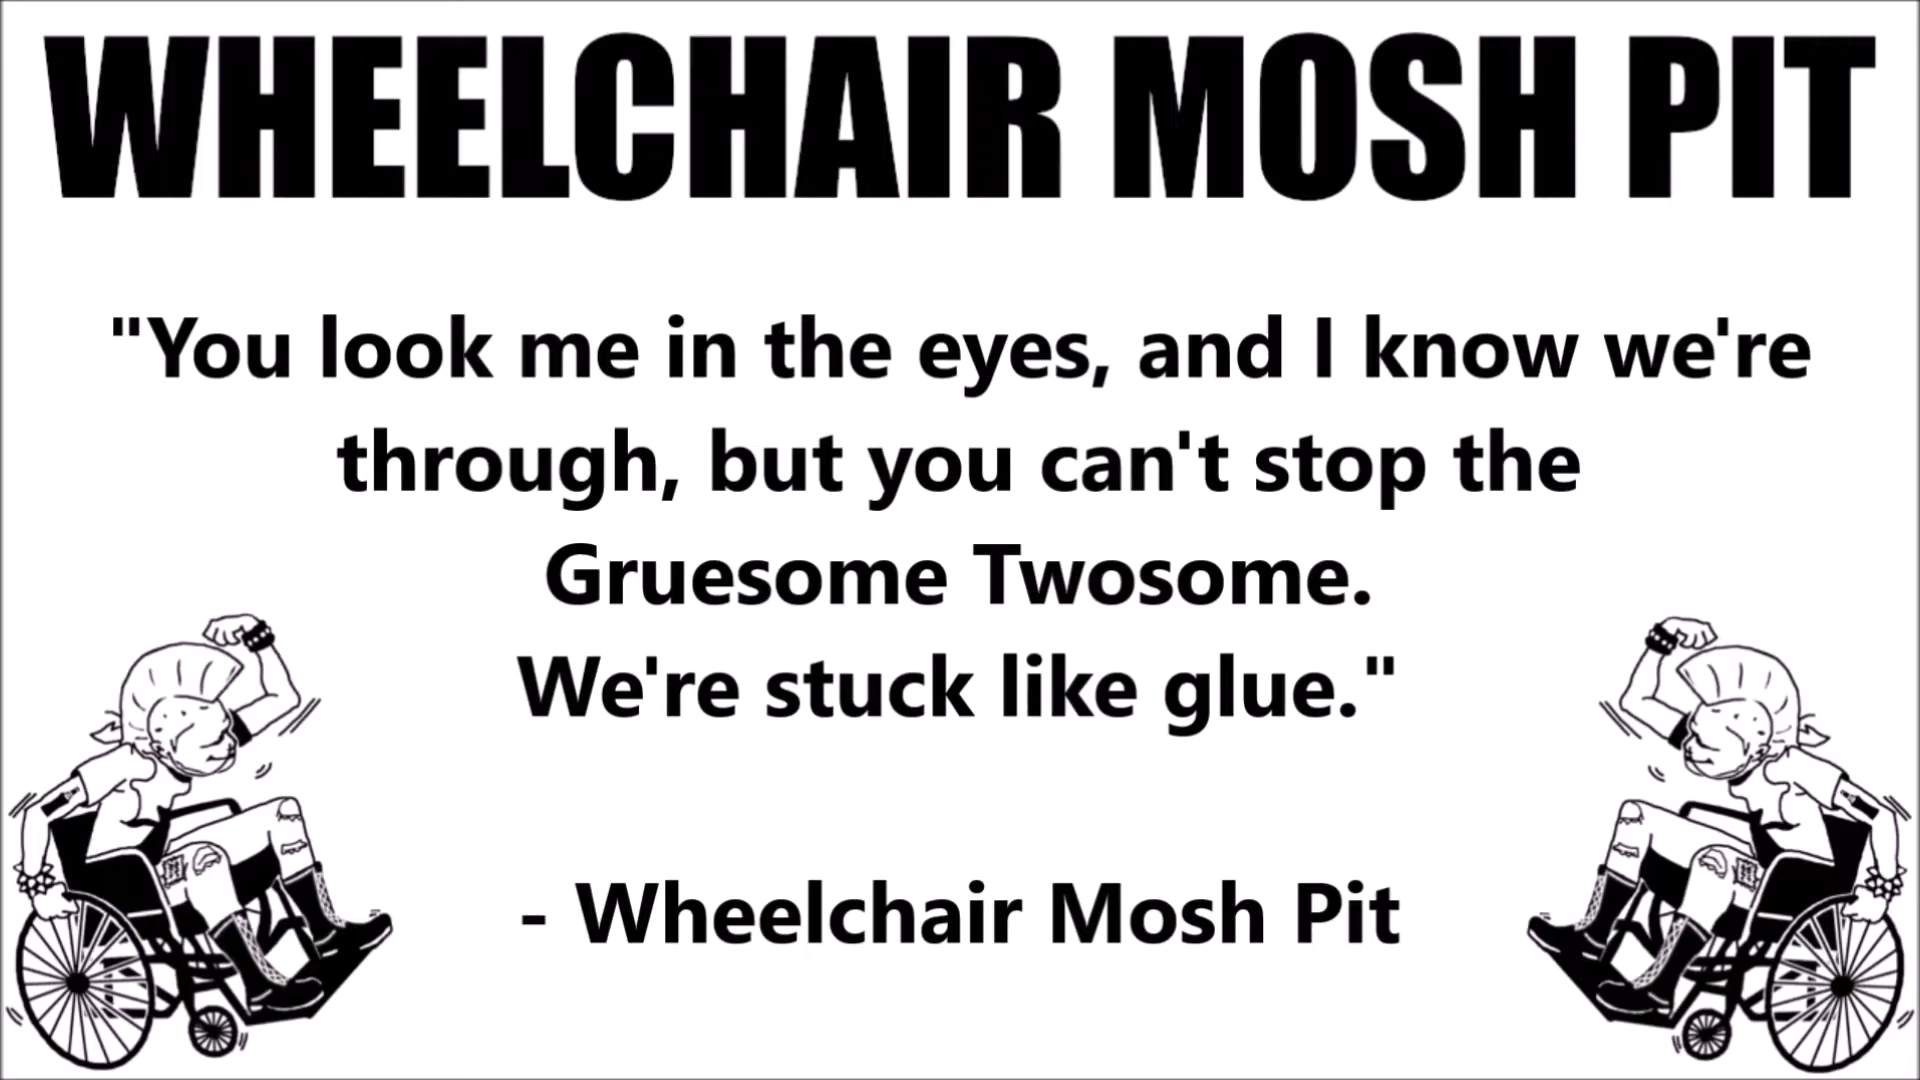 WHEELCHAIR MOSH PIT
"You look me in the eyes, and I know we're
through, but you can't stop the
Gruesome Twosome.
We're stuck like glue."
- Wheelchair Mosh Pit